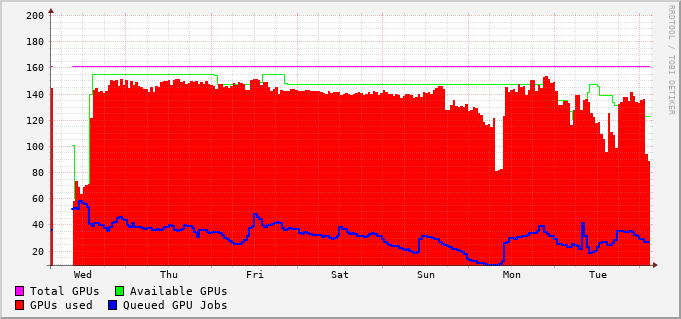 200
180
160
140
120
100
80
60
40
20
Wed Thu Fri Sat Sun Mon Tue
Total GPUs Available GPUs
GPUs used Queued GPU Jobs
RRDTOOL / TOBI OETIKER